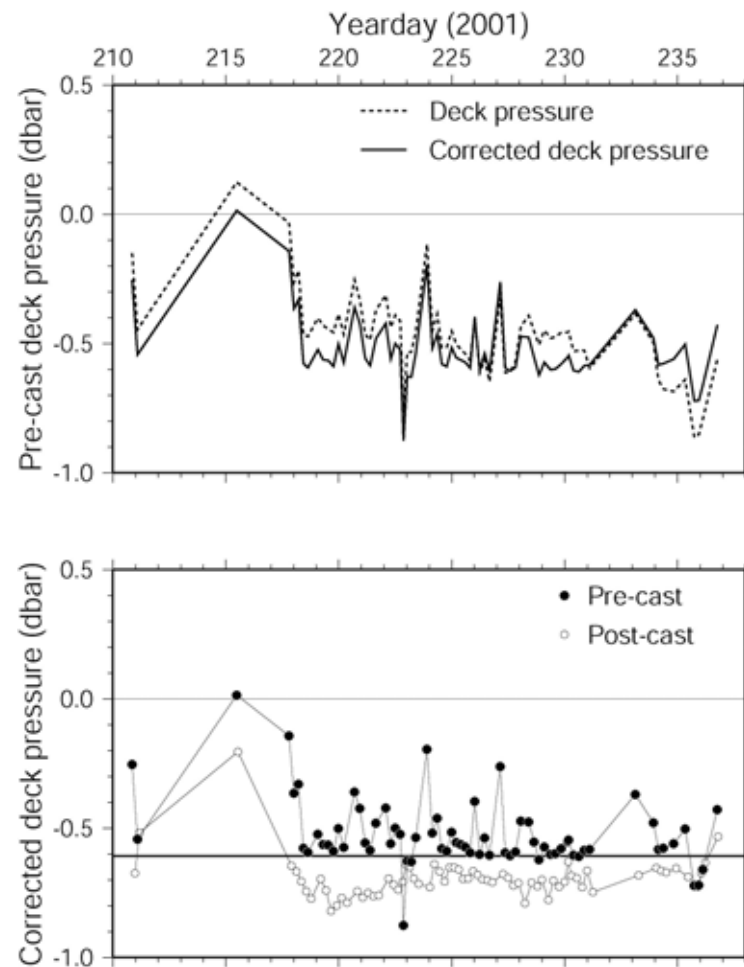 Yearday (2001)
210 215 220 225 230 235
0.5
0.0
-0.5
-1.0
Pre-cast deck pressure (dbar)
Deck pressure
Corrected deck pressure
0.5
0.0
-0.5
-1.0
Corrected deck pressure (dbar)
Pre-cast
Post-cast